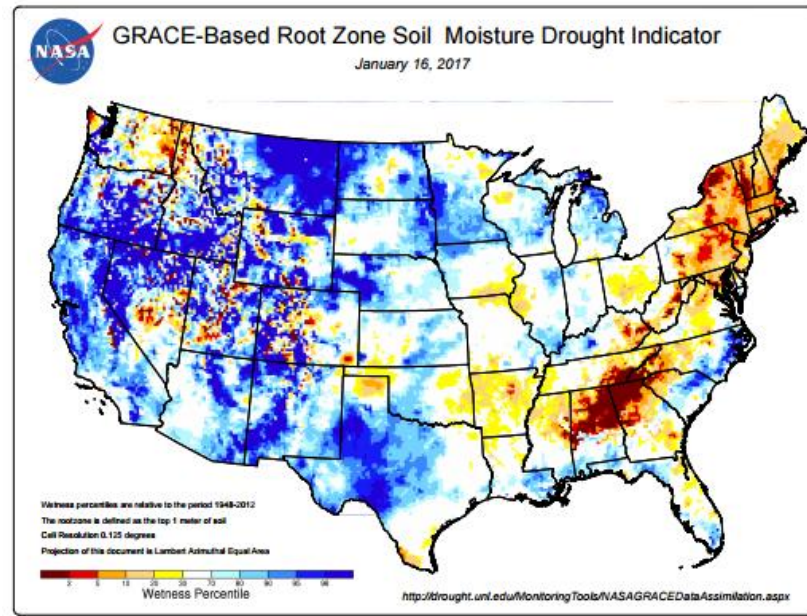 NASA
GRACE-Based Root Zone Soil Moisture Drought Indicator
January 16, 2017
Wetness percentiles are relative to the period 1948-2012
The rootzone is defined as the top 1 meter of soil
Cell Resolution 0.125 degrees
Projection of this document is Lambert Azimuthal Equal Area
2 5 10 20 30 70 80 90 95 98
Wetness Percentile
http://drought.unl.edu/MonitoringTools/NASAGRACEDataAssimilation.aspx